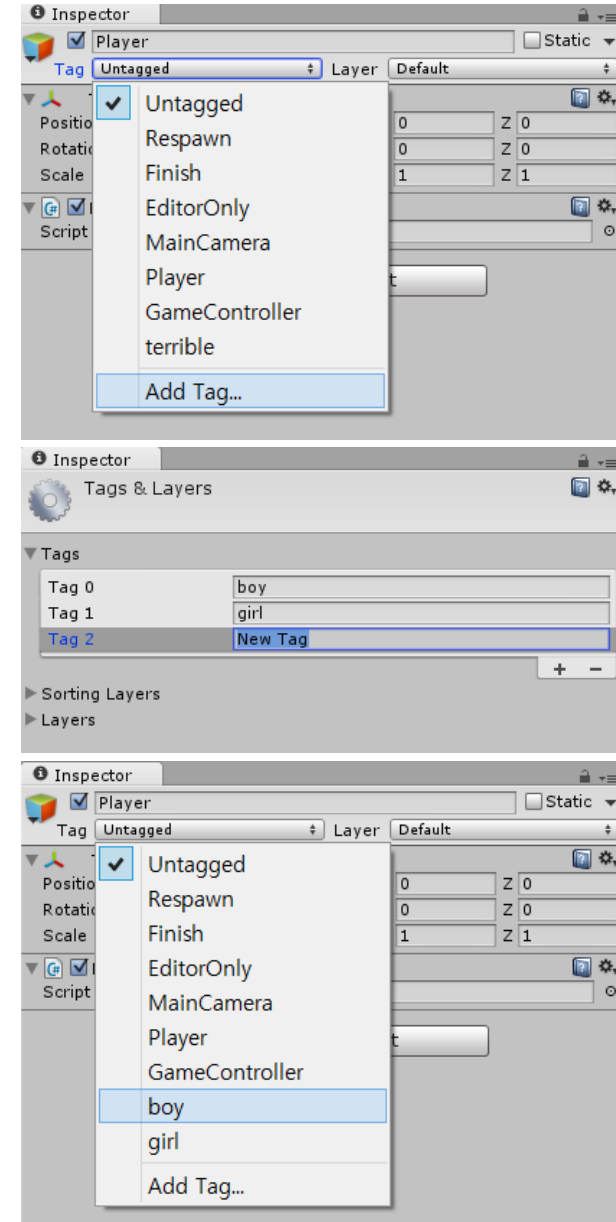 Inspector
Player Static
Tag Untagged Layer Default
Untagged
Positio 0 Z 0
Respawn
Rotatio 0 Z 0
Finish
Scale 1 Z 1
EditorOnly
Script
MainCamera
Player
GameController
terrible
Add Tag...
Inspector
Tags & Layers
Tags
Tag 0 boy
Tag 1 girl
Tag 2 New Tag
+ −
Sorting Layers
Layers
Inspector
Player Static
Tag Untagged Layer Default
Untagged
Positio 0 Z 0
Respawn
Rotatio 0 Z 0
Finish
Scale 1 Z 1
EditorOnly
Script
MainCamera
Player
GameController
boy
girl
Add Tag...